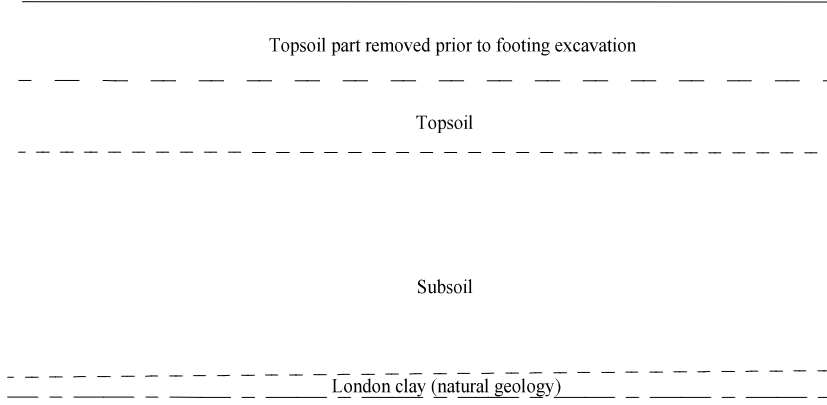 Topsoil part removed prior to footing excavation
Topsoil
Subsoil
London clay (natural geology)